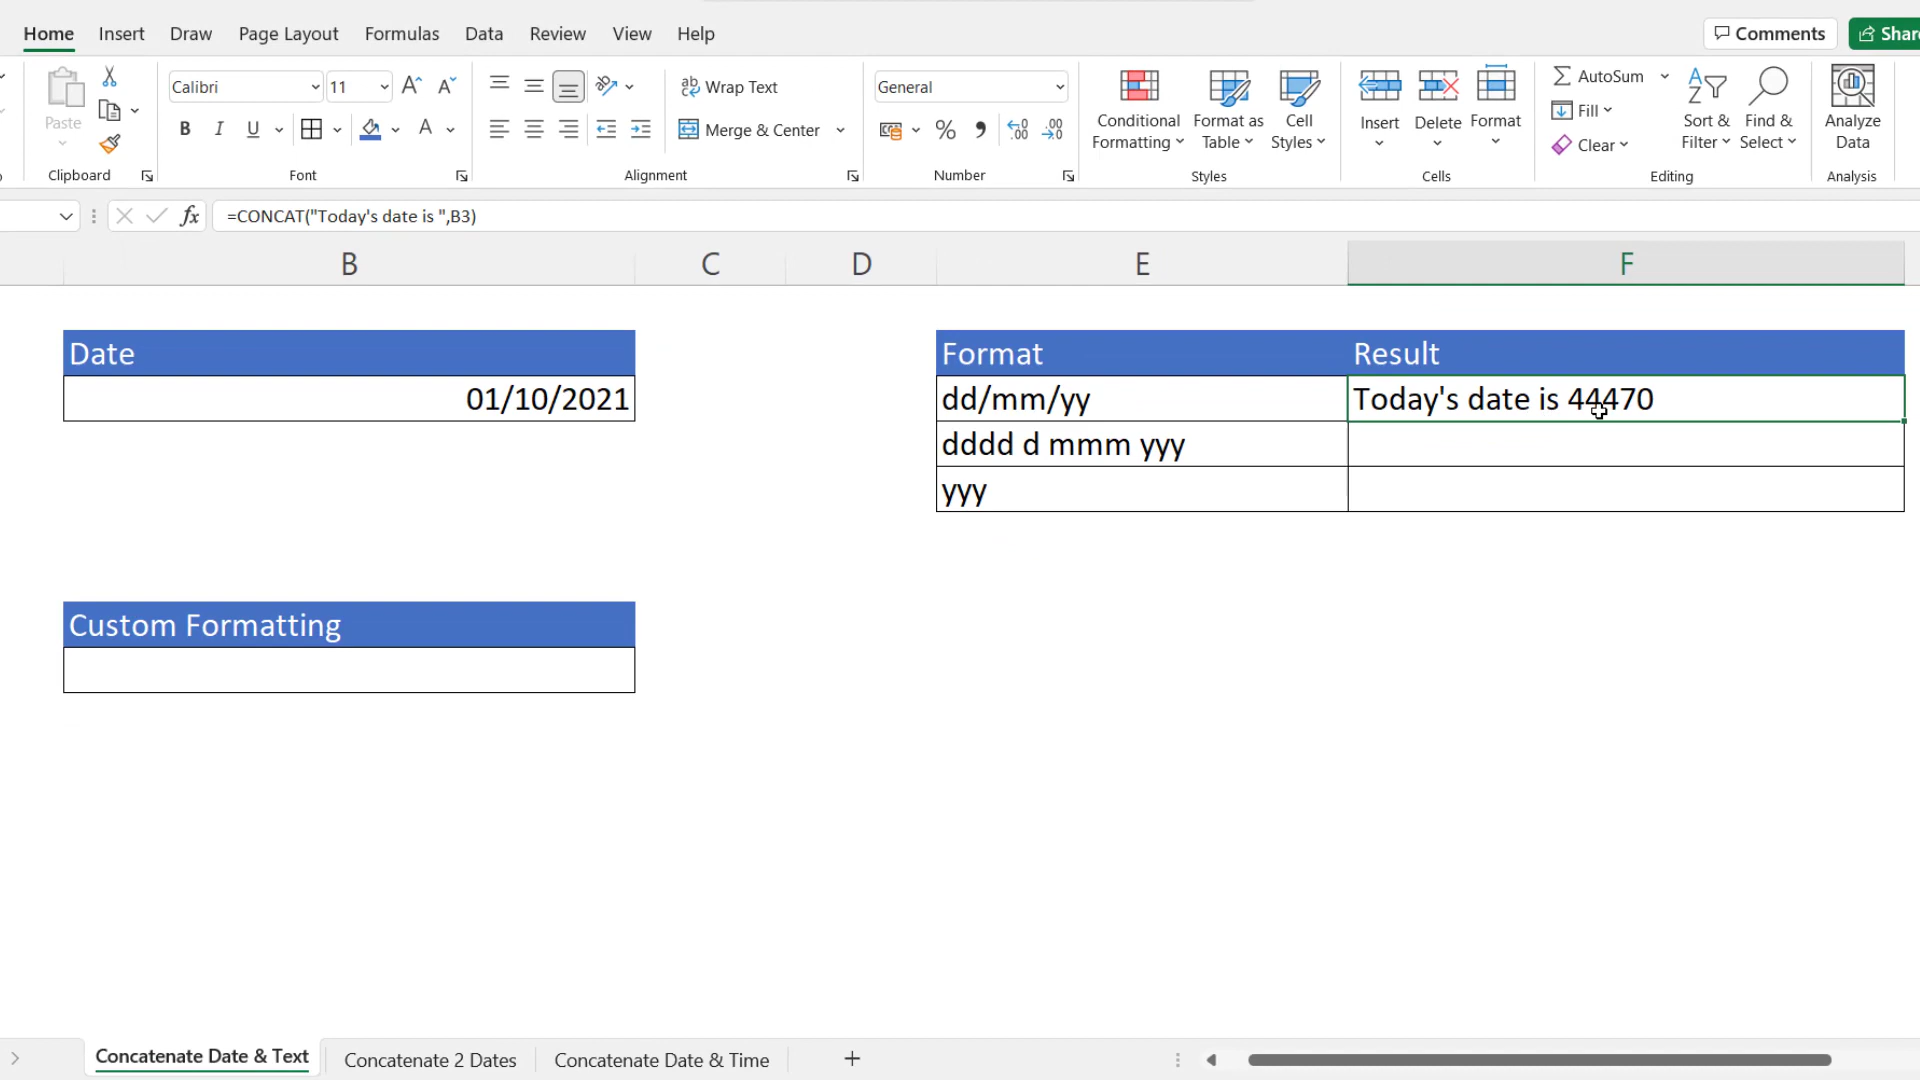 Home Insert Draw Page Layout Formulas Data Review View Help Comments
Calibri 11 Wrap Text General AutoSum
Paste Conditional Format as Cell Insert Delete Format Fill Sort & Find & Analyze
B I U A Merge & Center % Formatting Table Styles Clear Filter Select Data
Clipboard Font Alignment Number Styles Cells Editing Analysis
fx =CONCAT("Today's date is ",B3)
B C D E F
Date Format Result
01/10/2021 dd/mm/yy Today's date is 44470
dddd d mmm yyy
yyy
Custom Formatting
Concatenate Date & Text Concatenate 2 Dates Concatenate Date & Time